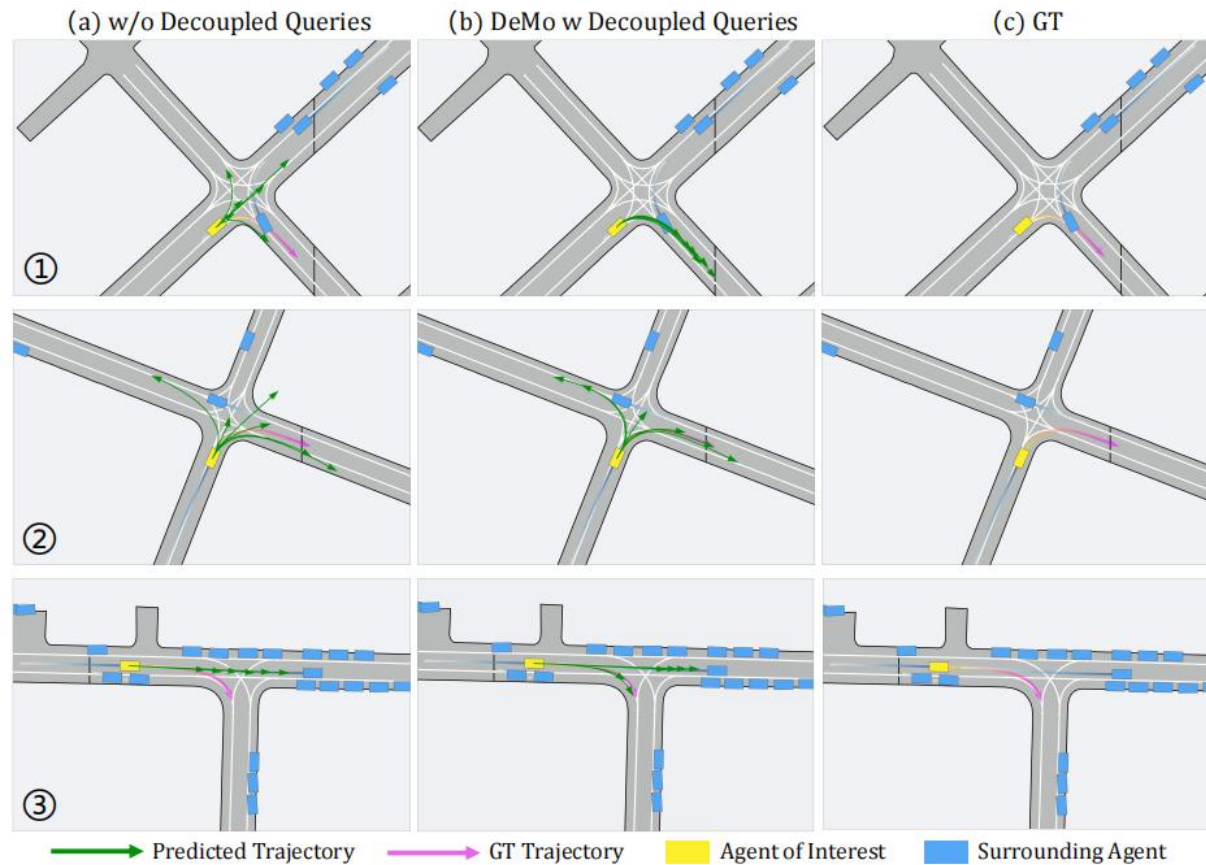 (a) w/o Decoupled Queries
(b) DeMo w Decoupled Queries
(c) GT
①
②
③
Predicted Trajectory
GT Trajectory
Agent of Interest
Surrounding Agent